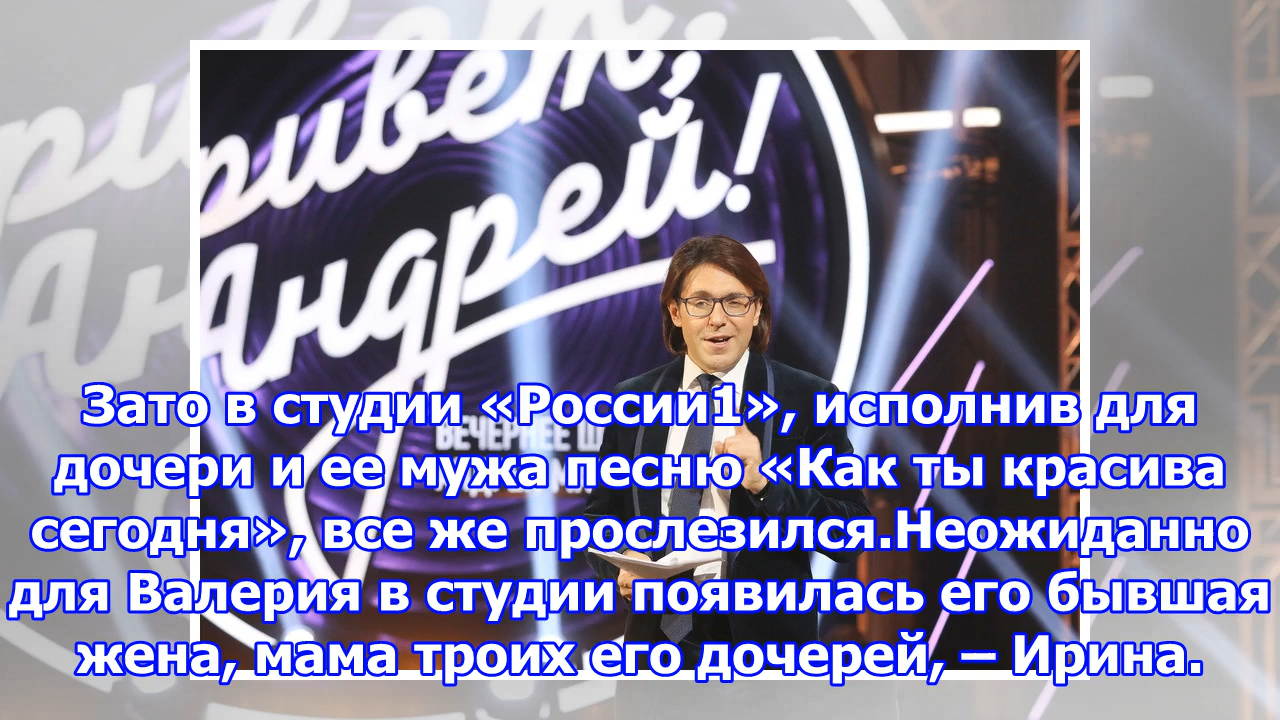 Привет,
Андрей!
ВЕЧЕРНЕЕ Ш
Зато в студии «России1», исполнив для
дочери и ее мужа песню «Как ты красива
сегодня», все же прослезился.Неожиданно
для Валерия в студии появилась его бывшая
жена, мама троих его дочерей, – Ирина.